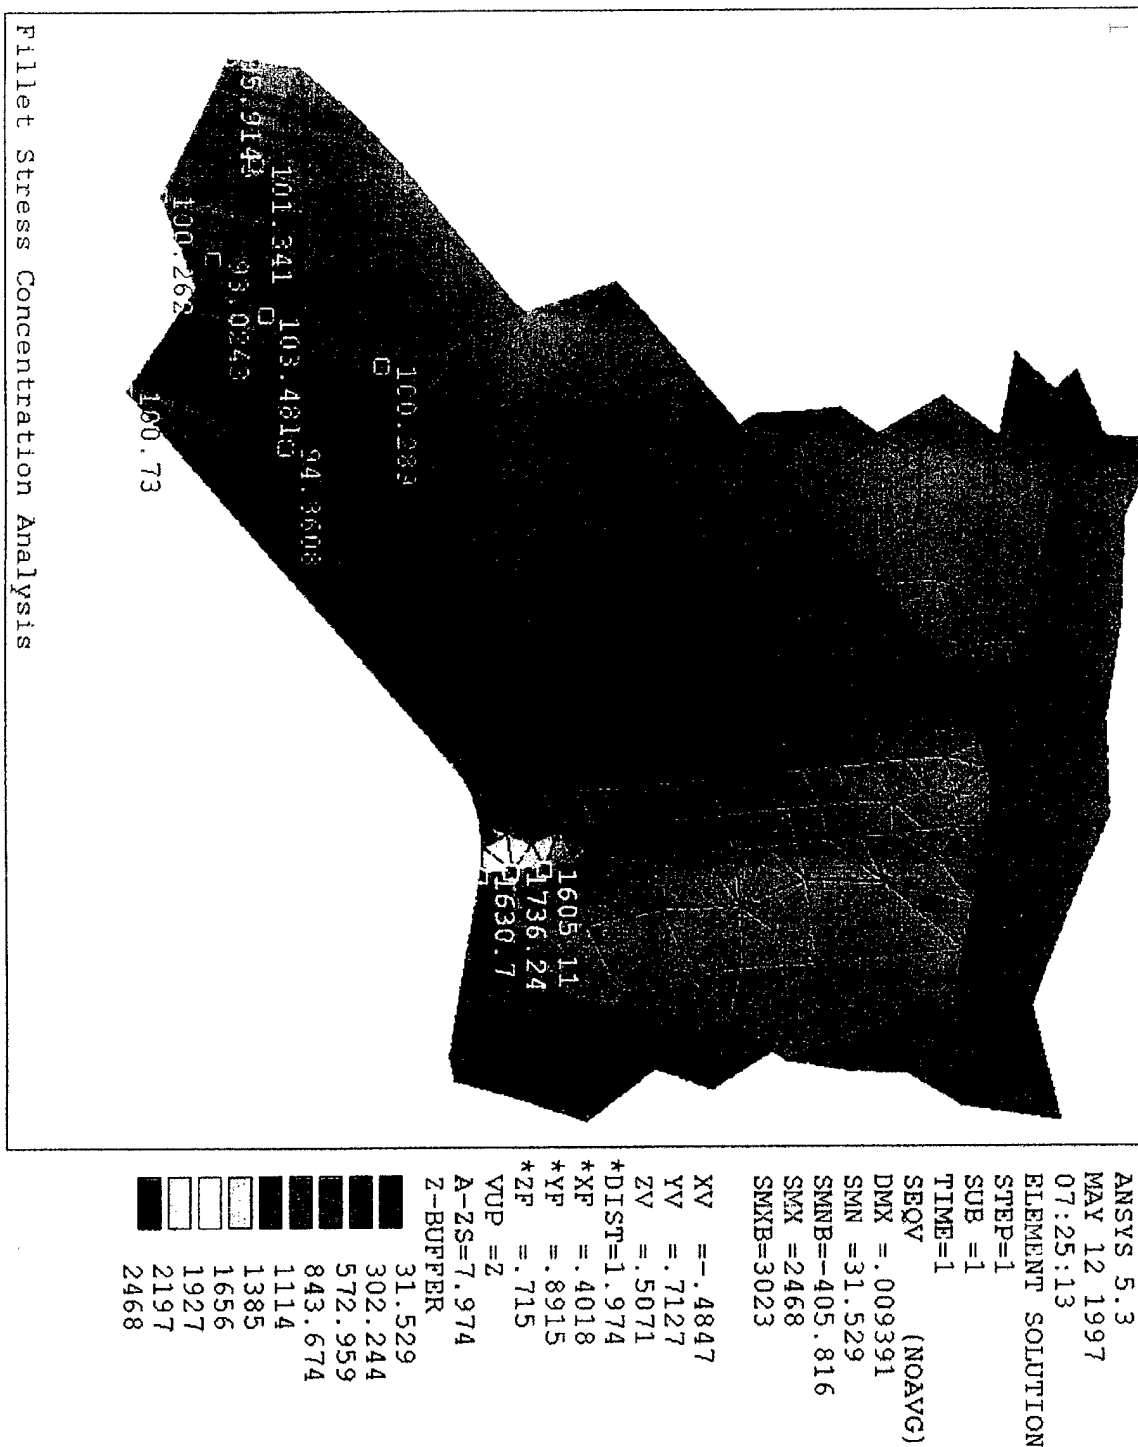 1
ANSYS 5.3
MAY 12 1997
07:25:13
ELEMENT SOLUTION
STEP=1
SUB =1
TIME=1
SEQV (NOAVG)
DMX =.009391
SMN =31.529
SMNB=-405.816
SMX =2468
SMXB=3023
XV =-.4847
YV =.7127
ZV =.5071
*DIST=1.974
*XF =.4018
*YF =.8915
*ZF =.715
VUP =Z
A-ZS=7.974
Z-BUFFER
31.529
302.244
572.959
843.674
1114
1385
1656
1927
2197
2468
1605.11
1736.24
1630.7
101.341
103.481
100.262
100.73
Fillet Stress Concentration Analysis